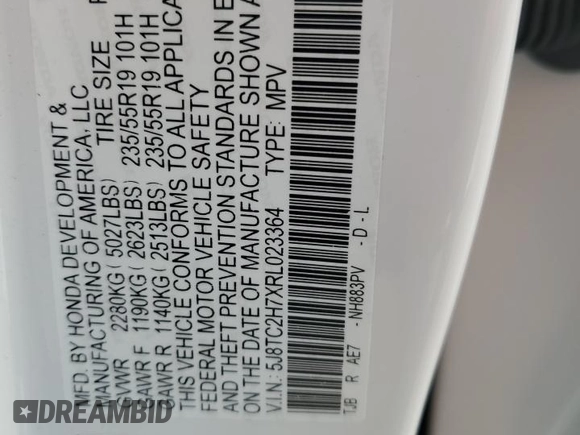 MFD. BY HONDA DEVELOPMENT &
MANUFACTURING OF AMERICA, LLC
GVWR 2280KG ( 5027LBS) TIRE SIZE
GAWR F 1190KG ( 2623LBS) 235/55R19 101H
GAWR R 1140KG ( 2513LBS) 235/55R19 101H
THIS VEHICLE CONFORMS TO ALL APPLICA
FEDERAL MOTOR VEHICLE SAFETY
AND THEFT PREVENTION STANDARDS IN E
ON THE DATE OF MANUFACTURE SHOWN A
V.I.N.: 5J8TC2H7XRL023364 TYPE: MPV
TJB R AE7 - NH883PV - D - L
DREAMBID